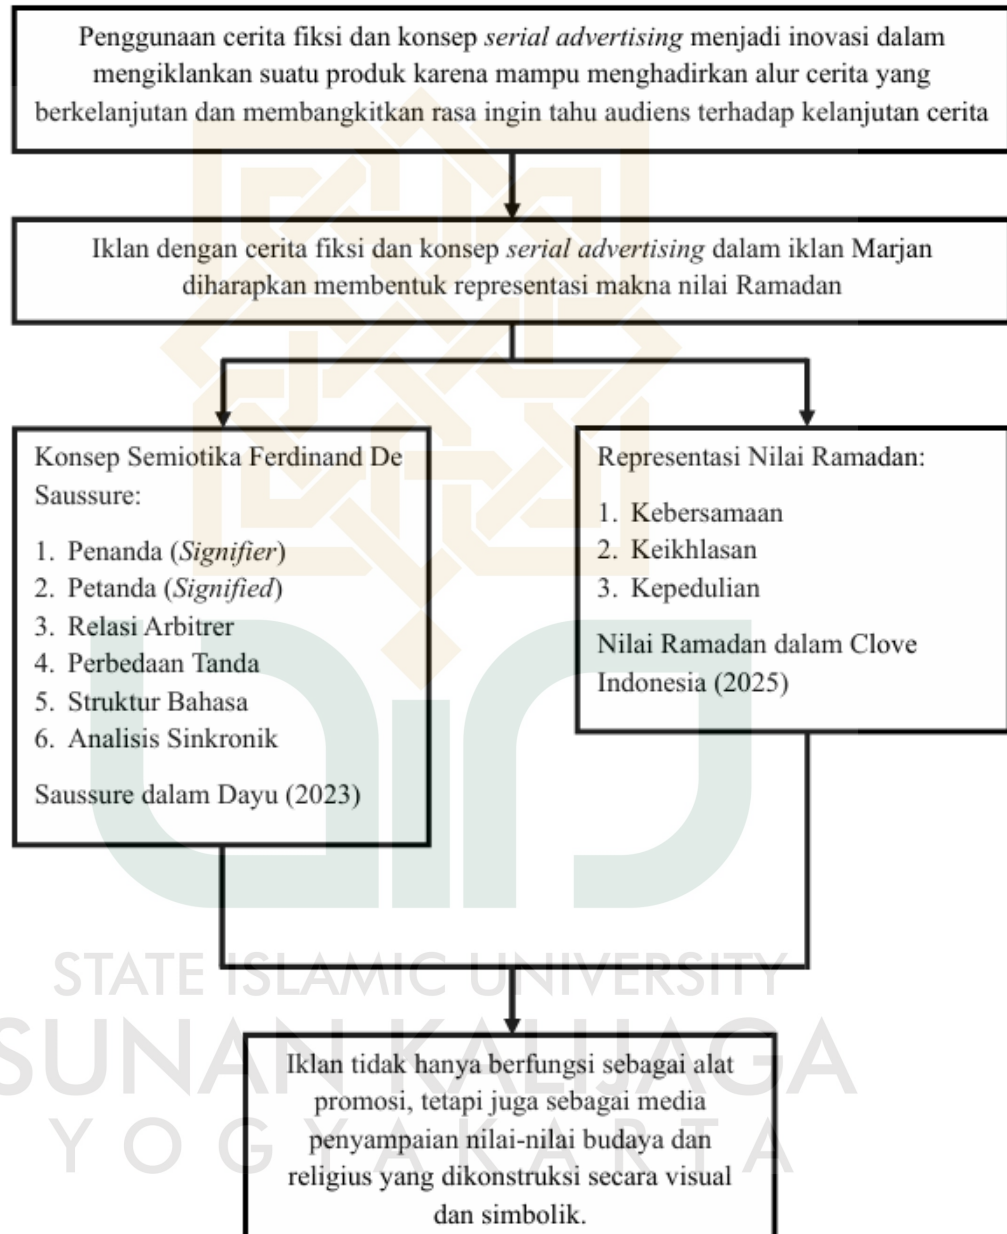 Penggunaan cerita fiksi dan konsep serial advertising menjadi inovasi dalam
mengiklankan suatu produk karena mampu menghadirkan alur cerita yang
berkelanjutan dan membangkitkan rasa ingin tahu audiens terhadap kelanjutan cerita
Iklan dengan cerita fiksi dan konsep serial advertising dalam iklan Marjan
diharapkan membentuk representasi makna nilai Ramadan
Konsep Semiotika Ferdinand De
Saussure:
1. Penanda (Signifier)
2. Petanda (Signified)
3. Relasi Arbitrer
4. Perbedaan Tanda
5. Struktur Bahasa
6. Analisis Sinkronik
Saussure dalam Dayu (2023)
Representasi Nilai Ramadan:
1. Kebersamaan
2. Keikhlasan
3. Kepedulian
Nilai Ramadan dalam Clove
Indonesia (2025)
STATE ISLAMIC UNIVERSITY
SUNAN KALIJAGA
YOGYAKARTA
Iklan tidak hanya berfungsi sebagai alat
promosi, tetapi juga sebagai media
penyampaian nilai-nilai budaya dan
religius yang dikonstruksi secara visual
dan simbolik.